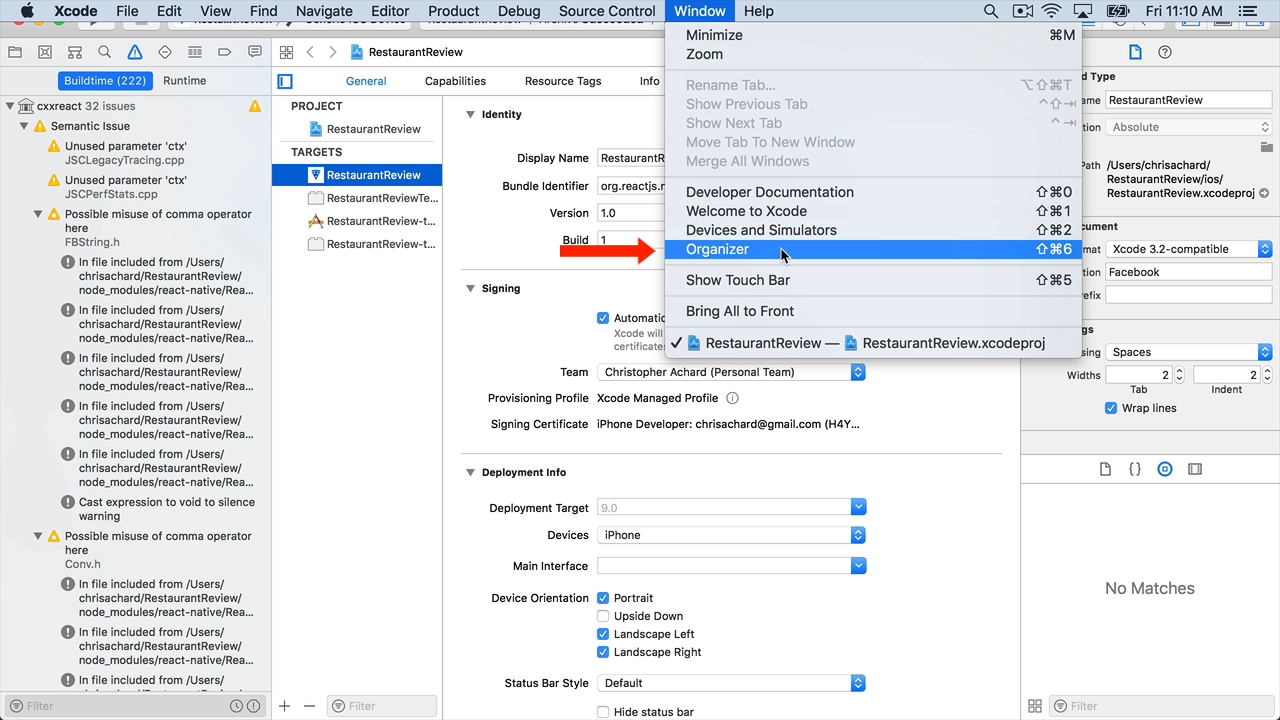 Xcode File Edit View Find Navigate Editor Product Debug Source Control Window Help Fri 11:10 AM
RestaurantReview
Buildtime (222) Runtime
General Capabilities Resource Tags Info
cxxreact 32 issues
Semantic Issue
Unused parameter 'ctx'
JSCLegacyTracing.cpp
Unused parameter 'ctx'
JSCPerfStats.cpp
Possible misuse of comma operator
here
FBString.h
In file included from /Users/
chrisachard/RestaurantReview/
node_modules/react-native/Rea...
In file included from /Users/
chrisachard/RestaurantReview/
node_modules/react-native/Rea...
In file included from /Users/
chrisachard/RestaurantReview/
node_modules/react-native/Rea...
In file included from /Users/
chrisachard/RestaurantReview/
node_modules/react-native/Rea...
In file included from /Users/
chrisachard/RestaurantReview/
node_modules/react-native/Rea...
Cast expression to void to silence
warning
Possible misuse of comma operator
here
Conv.h
In file included from /Users/
chrisachard/RestaurantReview/
node_modules/react-native/Rea...
In file included from /Users/
chrisachard/RestaurantReview/
node_modules/react-native/Rea...
In file included from /Users/
Filter
PROJECT
RestaurantReview
TARGETS
RestaurantReview
RestaurantReviewTe...
RestaurantReview-t...
RestaurantReview-t...
Filter
Identity
Display Name RestaurantR
Bundle Identifier org.reactjs.n
Version 1.0
Build 1
Signing
Automatic
Xcode will
certificates
Team Christopher Achard (Personal Team)
Provisioning Profile Xcode Managed Profile
Signing Certificate iPhone Developer: chrisachard@gmail.com (H4Y...
Deployment Info
Deployment Target 9.0
Devices iPhone
Main Interface
Device Orientation Portrait
Upside Down
Landscape Left
Landscape Right
Status Bar Style Default
Hide status bar
Minimize ⌘M
Zoom
Rename Tab... ⌥⇧⌘T
Show Previous Tab ⌃⇧⇥
Show Next Tab ⌃⇥
Move Tab To New Window
Merge All Windows
Developer Documentation ⇧⌘0
Welcome to Xcode ⇧⌘1
Devices and Simulators ⇧⌘2
Organizer ⇧⌘6
Show Touch Bar ⇧⌘5
Bring All to Front
✓ RestaurantReview — RestaurantReview.xcodeproj
d Type
ame RestaurantReview
tion Absolute
Path /Users/chrisachard/
RestaurantReview/ios/
RestaurantReview.xcodeproj
ocument
mat Xcode 3.2-compatible
tion Facebook
efix
gs
sing Spaces
Widths 2 2
Tab Indent
Wrap lines
{}
No Matches
Filter